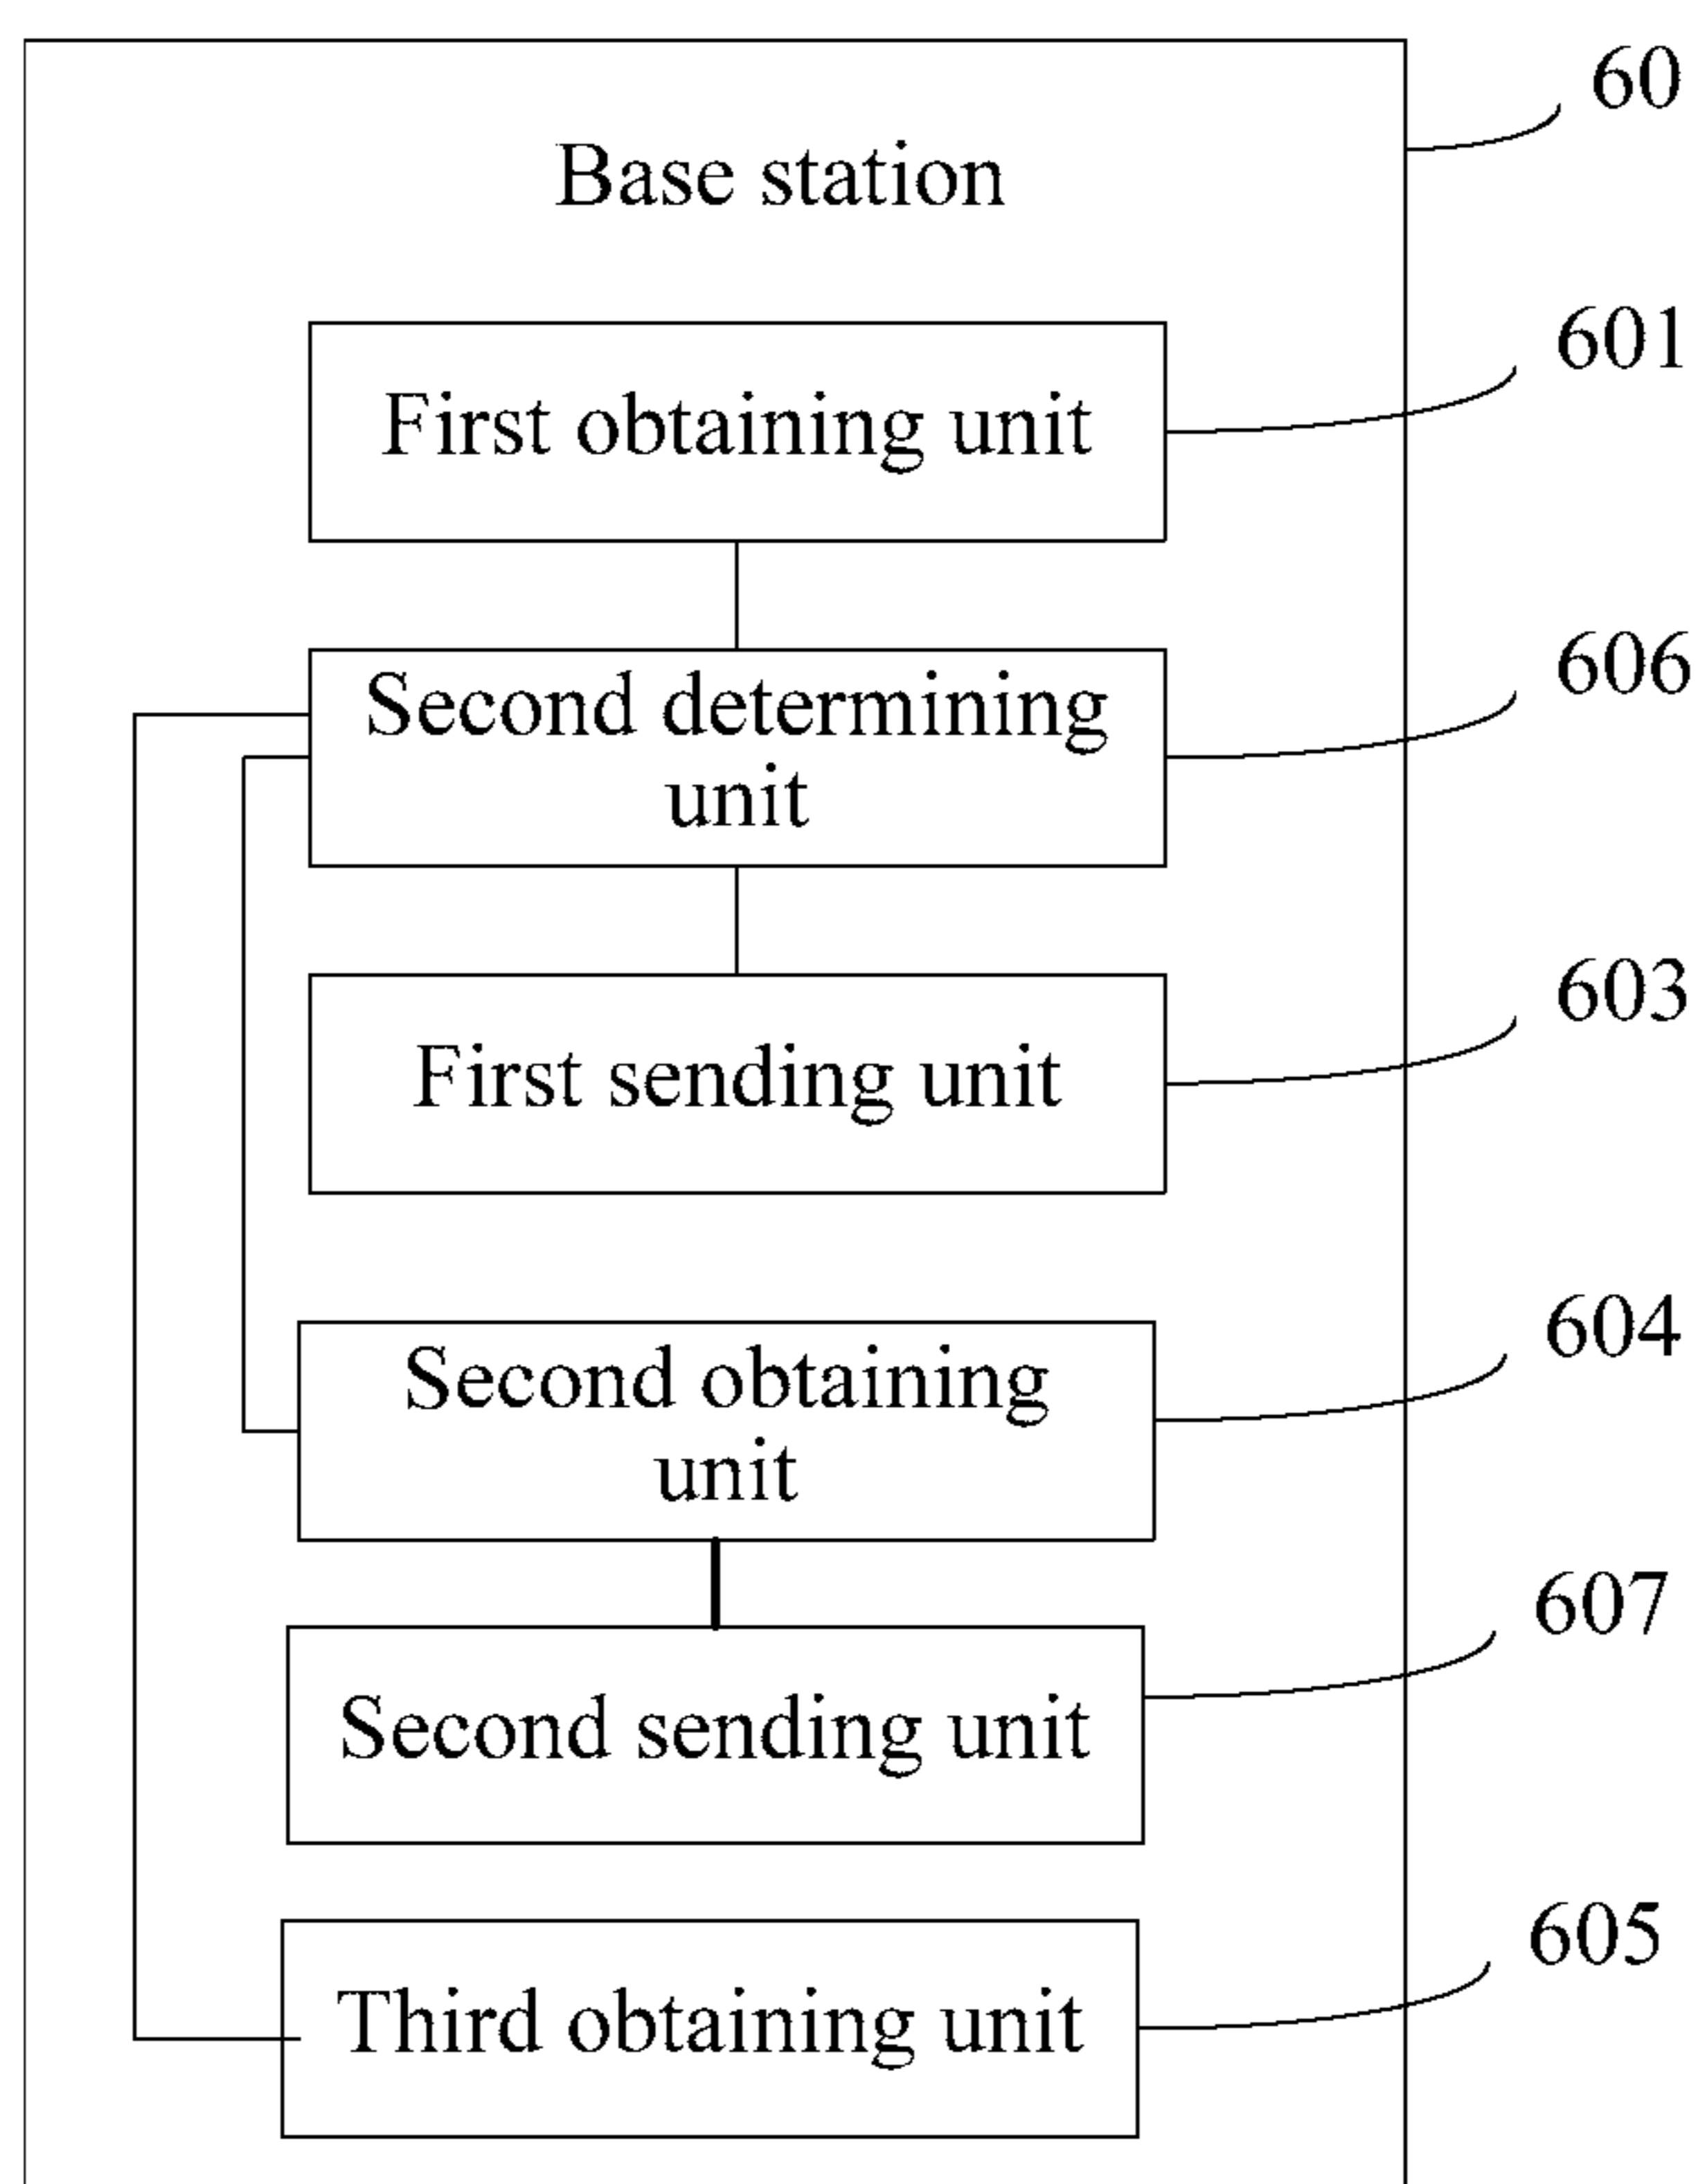 60
Base station
601
First obtaining unit
606
Second determining
unit
603
First sending unit
604
Second obtaining
unit
607
Second sending unit
605
Third obtaining unit